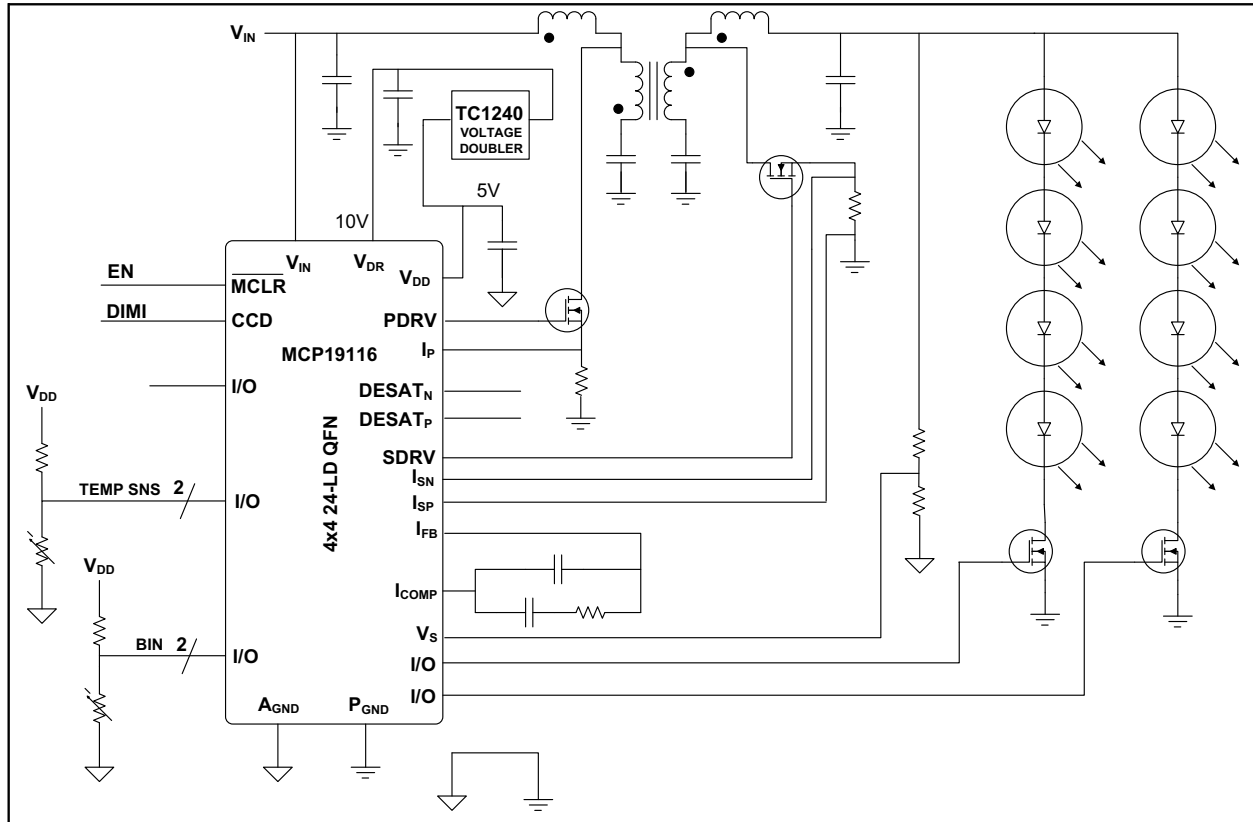 VIN
TC1240
VOLTAGE
DOUBLER
5V
10V
VIN
VDR
VDD
EN
MCLR
DIMI
CCD
PDRV
MCP19116
IP
I/O
DESATN
VDD
DESATP
4x4 24-LD QFN
SDRV
ISN
TEMP SNS 2
I/O
ISP
IFB
VDD
ICOMP
VS
BIN 2
I/O
I/O
I/O
AGND
PGND